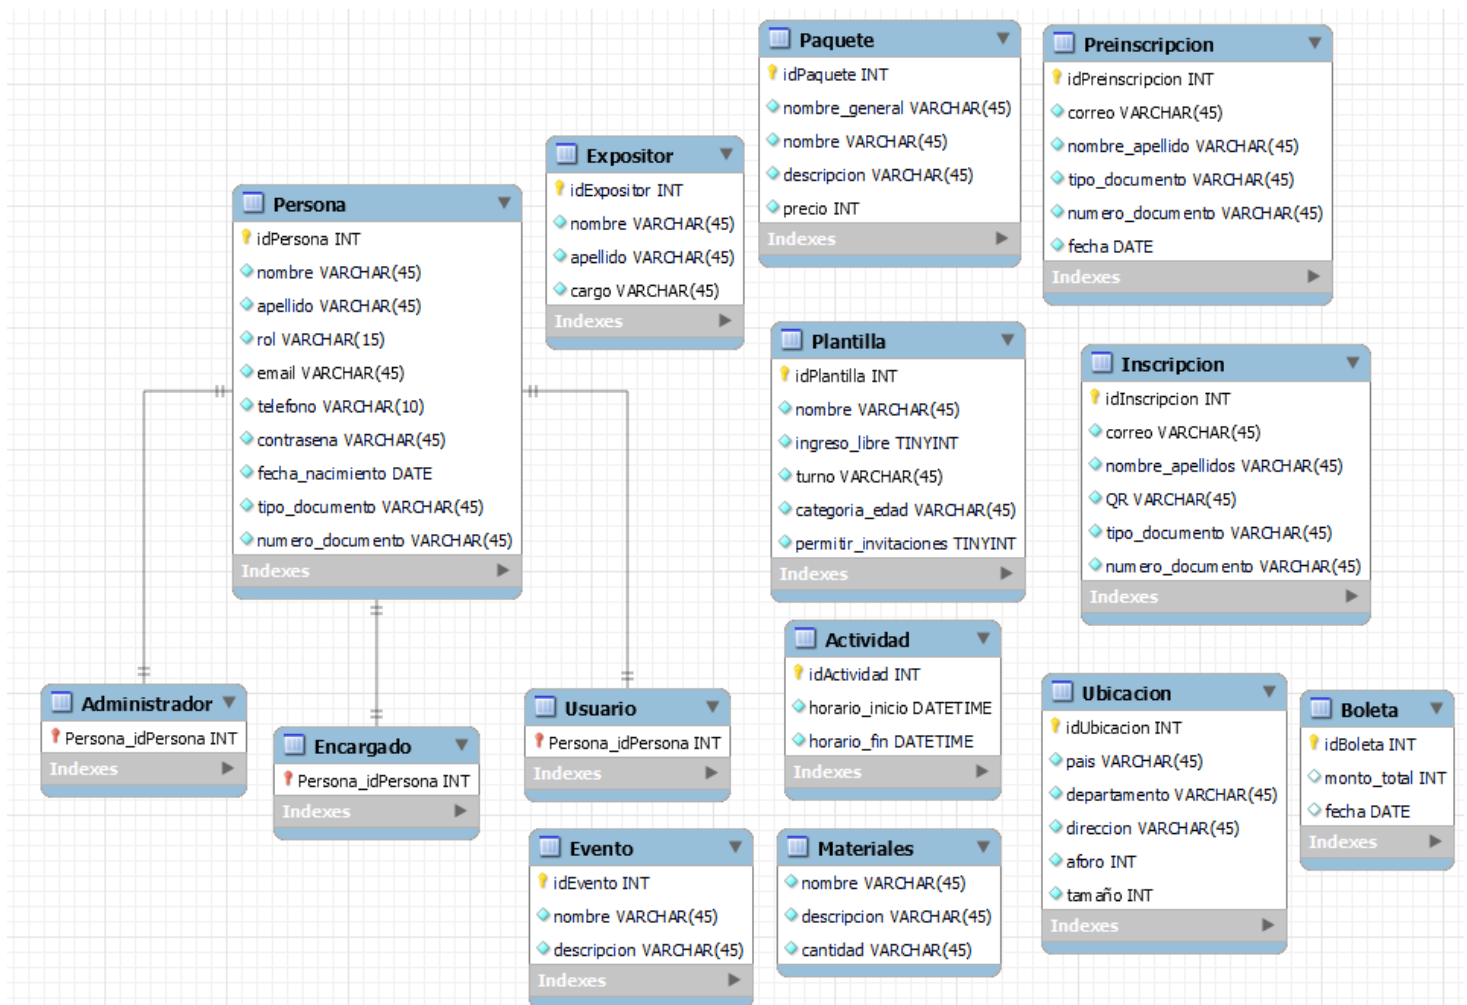 Paquete
idPaquete INT
nombre_general VARCHAR(45)
nombre VARCHAR(45)
descripcion VARCHAR(45)
precio INT
Indexes
Preinscripcion
idPreinscripcion INT
correo VARCHAR(45)
nombre_apellido VARCHAR(45)
tipo_documento VARCHAR(45)
numero_documento VARCHAR(45)
fecha DATE
Indexes
Expositor
idExpositor INT
nombre VARCHAR(45)
apellido VARCHAR(45)
cargo VARCHAR(45)
Indexes
Persona
idPersona INT
nombre VARCHAR(45)
apellido VARCHAR(45)
rol VARCHAR(15)
email VARCHAR(45)
telefono VARCHAR(10)
contrasena VARCHAR(45)
fecha_nacimiento DATE
tipo_documento VARCHAR(45)
numero_documento VARCHAR(45)
Indexes
Plantilla
idPlantilla INT
nombre VARCHAR(45)
ingreso_libre TINYINT
turno VARCHAR(45)
categoria_edad VARCHAR(45)
permitir_invitaciones TINYINT
Indexes
Inscripcion
idInscripcion INT
correo VARCHAR(45)
nombre_apellidos VARCHAR(45)
QR VARCHAR(45)
tipo_documento VARCHAR(45)
numero_documento VARCHAR(45)
Indexes
Administrador
Persona_idPersona INT
Indexes
Encargado
Persona_idPersona INT
Indexes
Usuario
Persona_idPersona INT
Indexes
Actividad
idActividad INT
horario_inicio DATETIME
horario_fin DATETIME
Indexes
Ubicacion
idUbicacion INT
pais VARCHAR(45)
departamento VARCHAR(45)
direccion VARCHAR(45)
aforo INT
tamaño INT
Indexes
Boleta
idBoleta INT
monto_total INT
fecha DATE
Indexes
Evento
idEvento INT
nombre VARCHAR(45)
descripcion VARCHAR(45)
Indexes
Materiales
nombre VARCHAR(45)
descripcion VARCHAR(45)
cantidad VARCHAR(45)